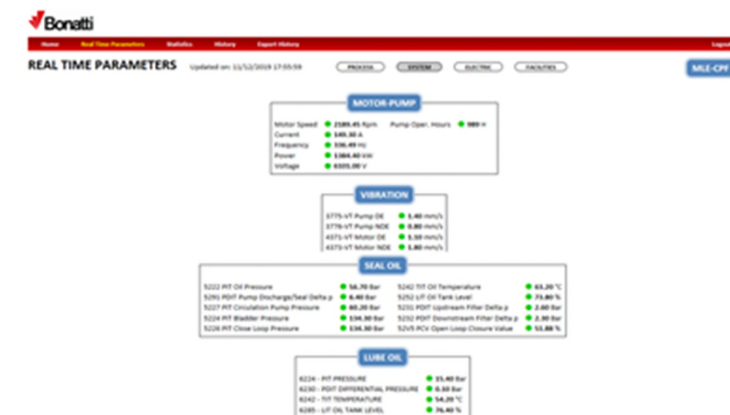 Bonatti
Home Real Time Parameters Statistics History Export History Logout
REAL TIME PARAMETERS Updated on: 11/12/2019 17:55:59 PROCESS SYSTEM ELECTRIC FACILITIES MLE-CPF
MOTOR-PUMP
Motor Speed 2189.45 Rpm Pump Oper. Hours 989 H
Current 149.30 A
Frequency 336.49 Hz
Power 1384.40 kW
Voltage 6105.00 V
VIBRATION
3775-VT Pump DE 1.40 mm/s
3776-VT Pump NDE 0.80 mm/s
4371-VT Motor DE 1.10 mm/s
4373-VT Motor NDE 1.80 mm/s
SEAL OIL
5222 PIT Oil Pressure 56.70 Bar 5242 TIT Oil Temperature 63.20 °C
5291 PDIT Pump Discharge/Seal Delta p 6.40 Bar 5252 LIT Oil Tank Level 73.80 %
5227 PIT Circulation Pump Pressure 60.20 Bar 5231 PDIT Upstream Filter Delta p 2.60 Bar
5224 PIT Bladder Pressure 134.30 Bar 5232 PDIT Downstream Filter Delta p 2.30 Bar
5226 PIT Close Loop Pressure 134.30 Bar 52V5 PCV Open Loop Closure Value 51.88 %
LUBE OIL
6224 - PIT PRESSURE 15.40 Bar
6230 - PDIT DIFFERENTIAL PRESSURE 0.10 Bar
6242 - TIT TEMPERATURE 54.20 °C
6285 - LIT OIL TANK LEVEL 76.40 %